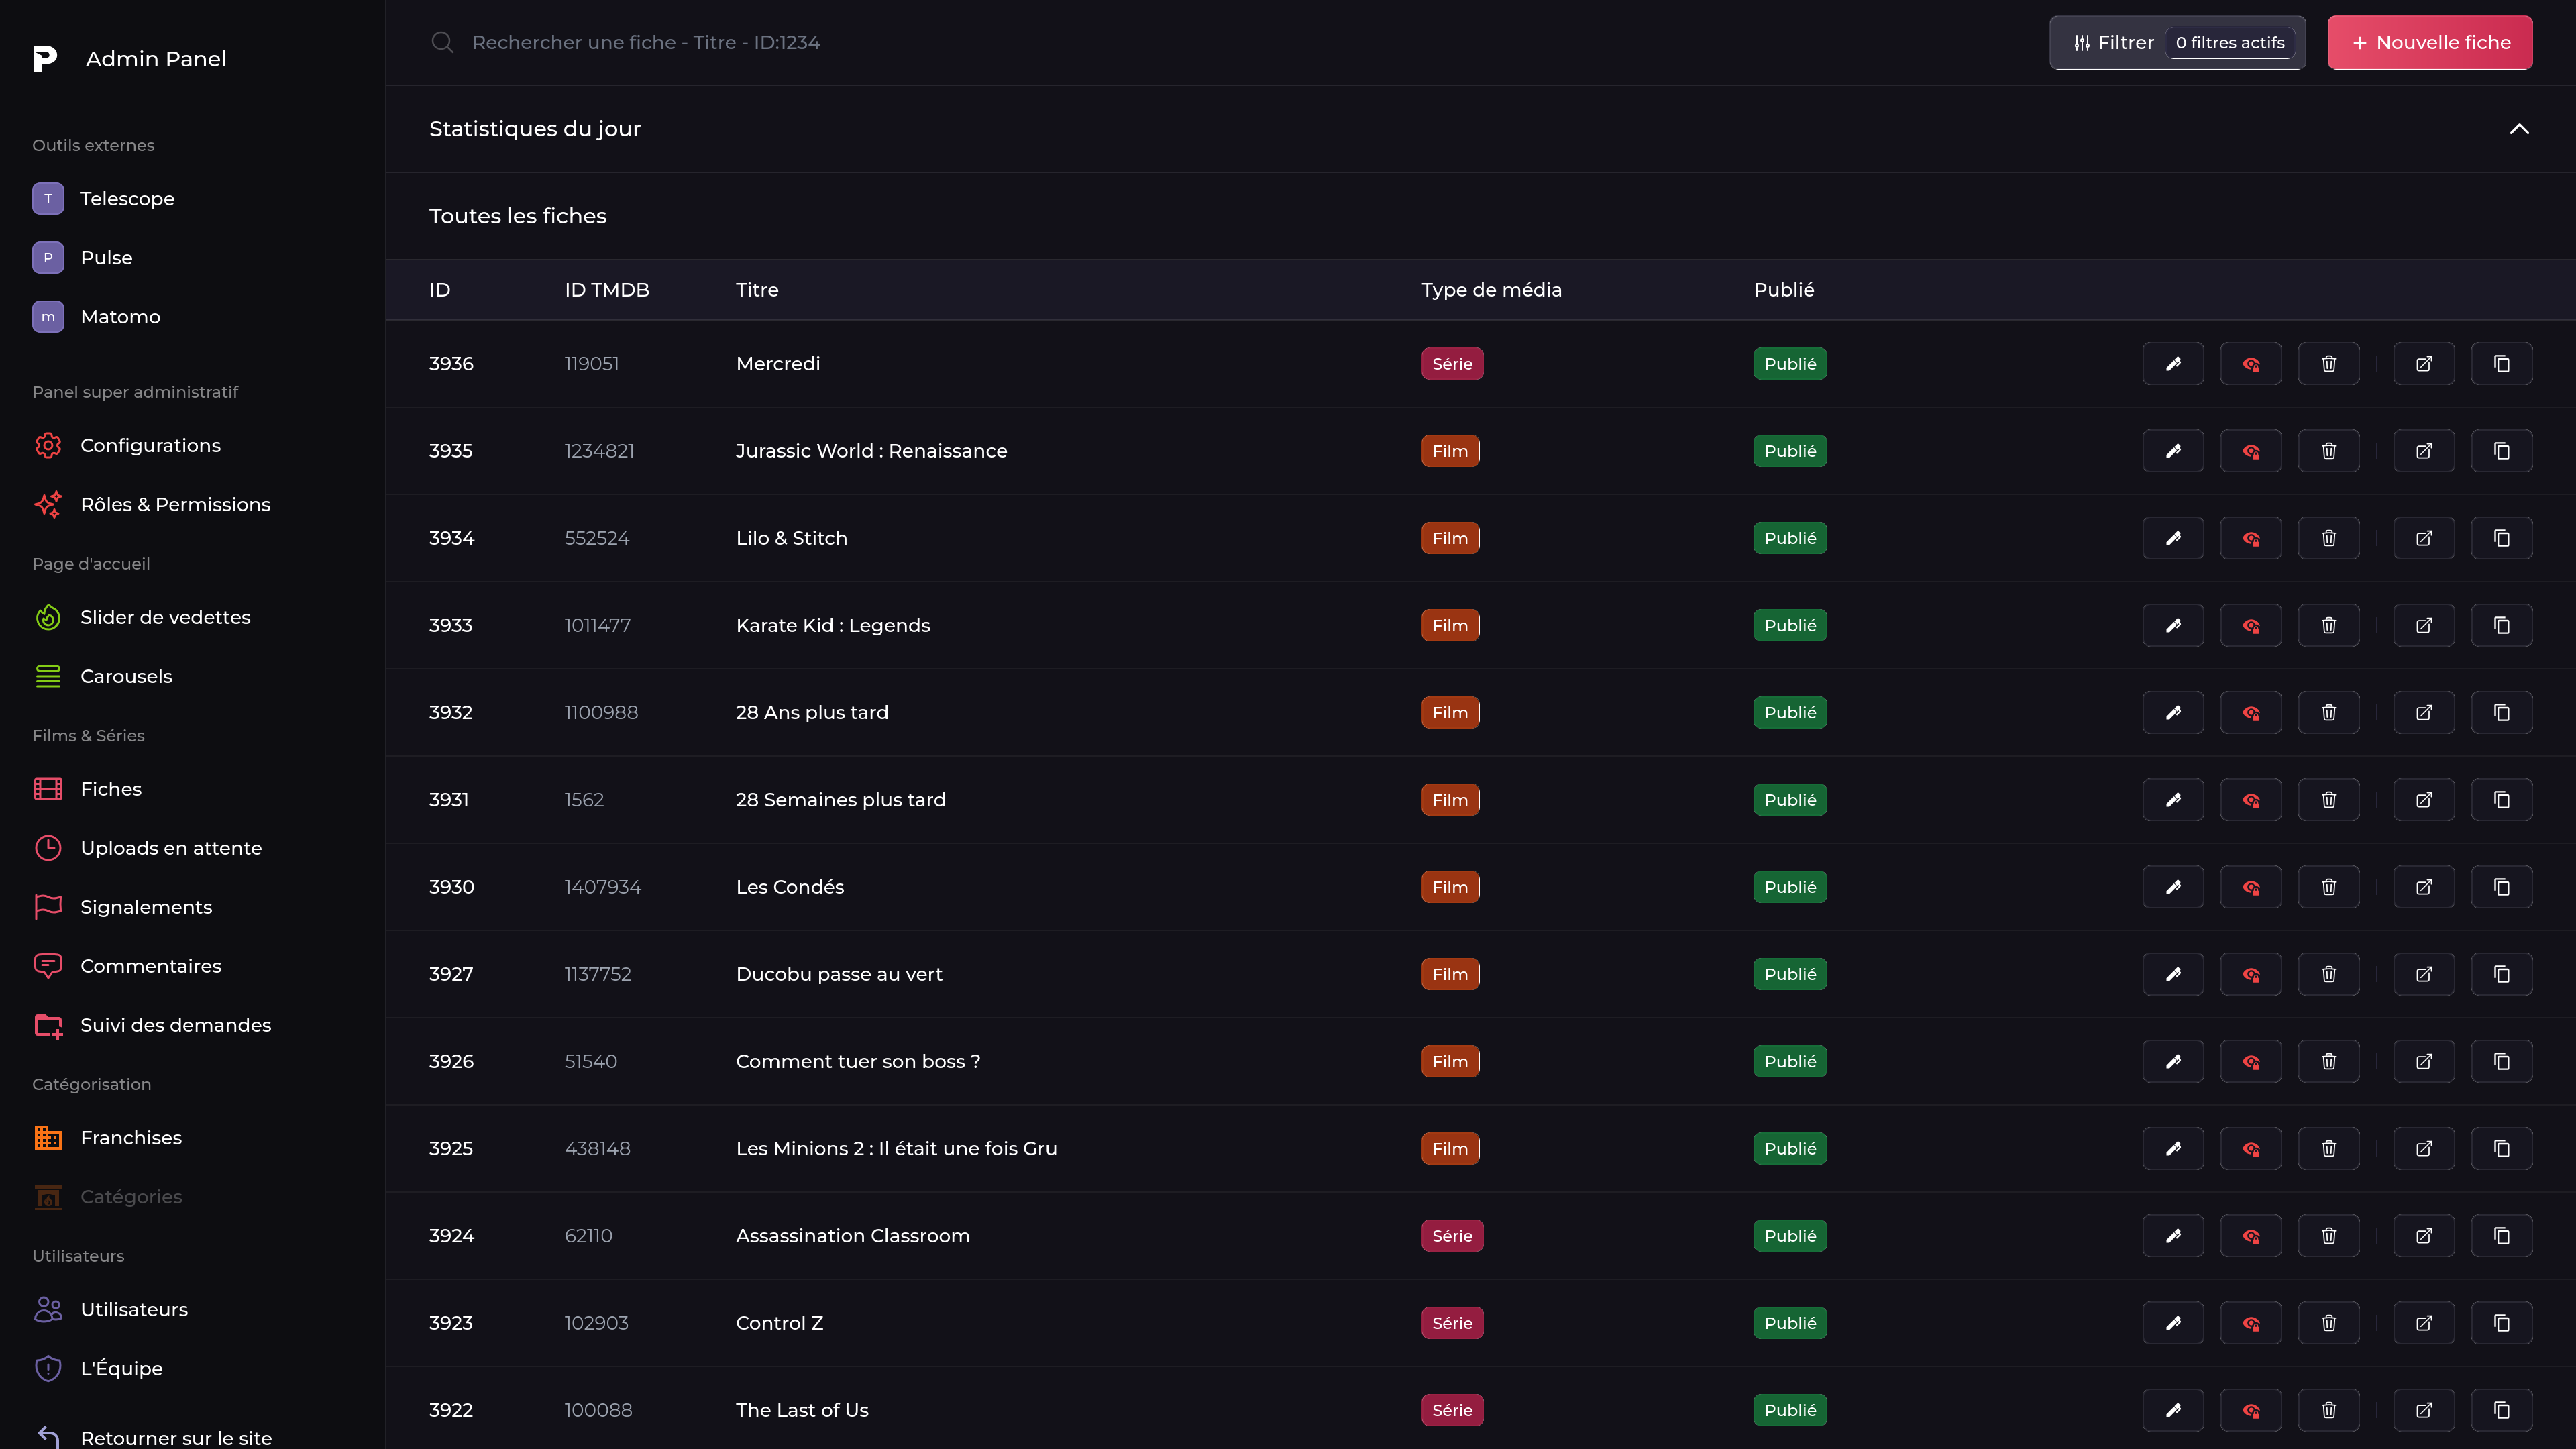 Admin Panel
Outils externes
T Telescope
P Pulse
m Matomo
Panel super administratif
Configurations
Rôles & Permissions
Page d'accueil
Slider de vedettes
Carousels
Films & Séries
Fiches
Uploads en attente
Signalements
Commentaires
Suivi des demandes
Catégorisation
Franchises
Catégories
Utilisateurs
Utilisateurs
L'Équipe
Retourner sur le site
Rechercher une fiche - Titre - ID:1234
Filtrer 0 filtres actifs
+ Nouvelle fiche
Statistiques du jour
Toutes les fiches
ID ID TMDB Titre Type de média Publié
3936 119051 Mercredi Série Publié
3935 1234821 Jurassic World : Renaissance Film Publié
3934 552524 Lilo & Stitch Film Publié
3933 1011477 Karate Kid : Legends Film Publié
3932 1100988 28 Ans plus tard Film Publié
3931 1562 28 Semaines plus tard Film Publié
3930 1407934 Les Condés Film Publié
3927 1137752 Ducobu passe au vert Film Publié
3926 51540 Comment tuer son boss ? Film Publié
3925 438148 Les Minions 2 : Il était une fois Gru Film Publié
3924 62110 Assassination Classroom Série Publié
3923 102903 Control Z Série Publié
3922 100088 The Last of Us Série Publié